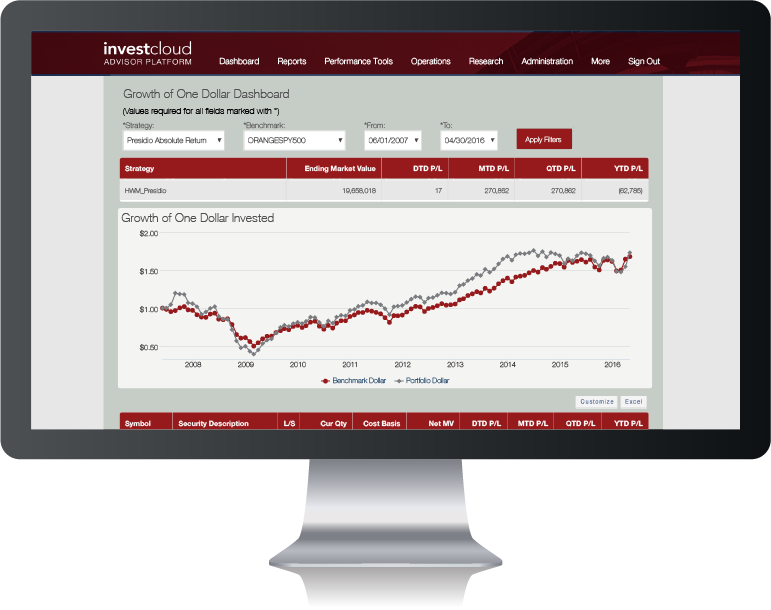 investcloud
ADVISOR PLATFORM
Dashboard Reports Performance Tools Operations Research Administration More Sign Out
Growth of One Dollar Dashboard
(Values required for all fields marked with *)
*Strategy: *Benchmark: *From: *To:
Presidio Absolute Return ORANGESPY500 06/01/2007 04/30/2016 Apply Filters
Strategy Ending Market Value DTD P/L MTD P/L QTD P/L YTD P/L
HWM_Presidio 19,658,018 17 270,862 270,862 (62,785)
Growth of One Dollar Invested
$2.00
$1.50
$1.00
$0.50
2008 2009 2010 2011 2012 2013 2014 2015 2016
Benchmark Dollar Portfolio Dollar
Customize Excel
Symbol Security Description L/S Cur Qty Cost Basis Net MV DTD P/L MTD P/L QTD P/L YTD P/L